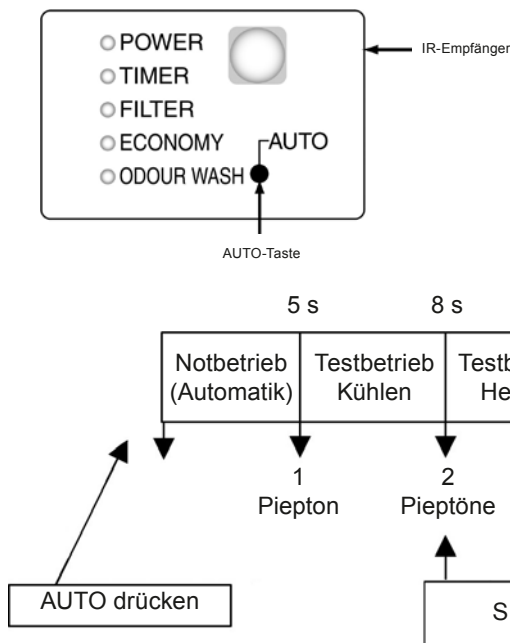 POWER
TIMER
FILTER
ECONOMY
AUTO
ODOUR WASH
IR-Empfänger
AUTO-Taste
5 s
8 s
Notbetrieb
(Automatik)
Testbetrieb
Kühlen
1
Piepton
2
Pieptöne
AUTO drücken